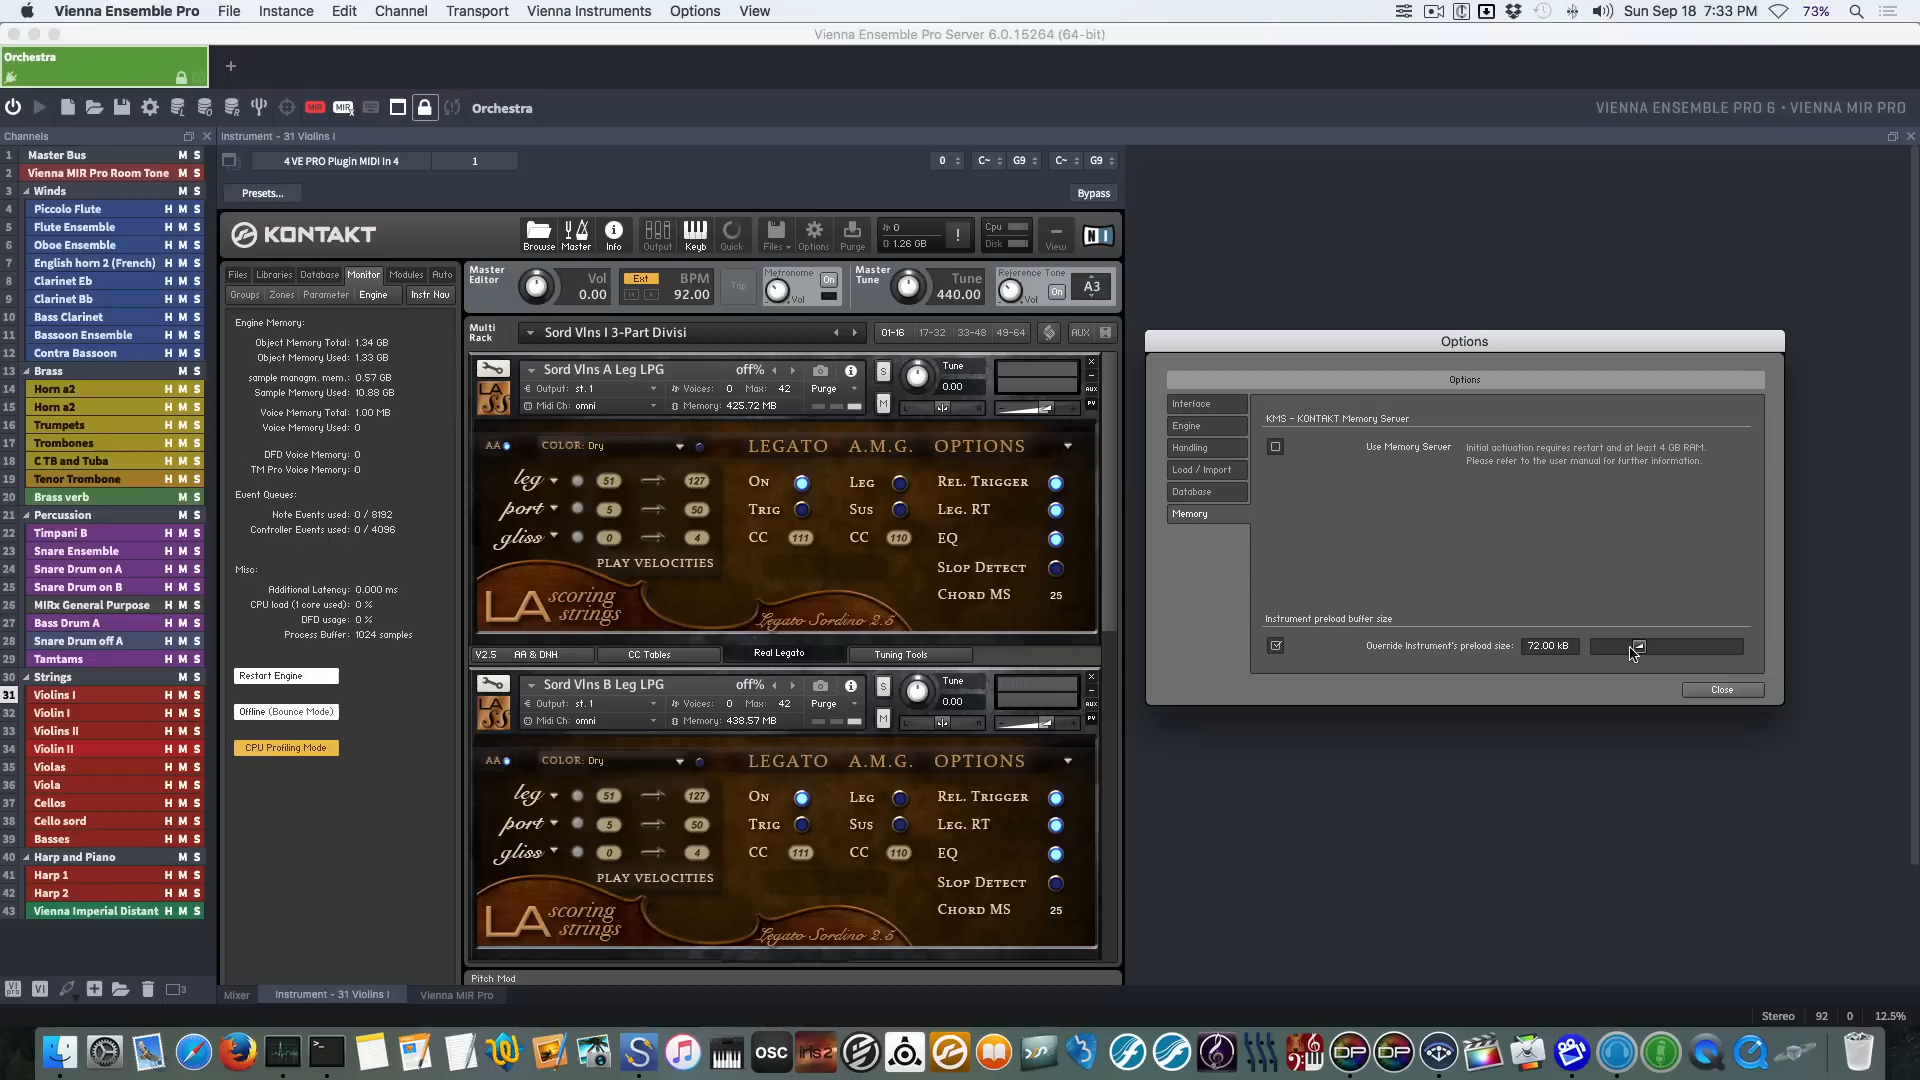 Vienna Ensemble Pro File Instance Edit Channel Transport Vienna Instruments Options View Sun Sep 18 7:33 PM 73%
Vienna Ensemble Pro Server 6.0.15264 (64-bit)
Orchestra
+
MIR MIRx Orchestra VIENNA ENSEMBLE PRO 6 • VIENNA MIR PRO
Channels
1 Master Bus M S
2 Vienna MIR Pro Room Tone M S
3 Winds M S
4 Piccolo Flute H M S
5 Flute Ensemble H M S
6 Oboe Ensemble H M S
7 English horn 2 (French) H M S
8 Clarinet Eb H M S
9 Clarinet Bb H M S
10 Bass Clarinet H M S
11 Bassoon Ensemble H M S
12 Contra Bassoon H M S
13 Brass M S
14 Horn a2 H M S
15 Horn a2 H M S
16 Trumpets H M S
17 Trombones H M S
18 C TB and Tuba H M S
19 Tenor Trombone H M S
20 Brass verb H M S
21 Percussion M S
22 Timpani B H M S
23 Snare Ensemble H M S
24 Snare Drum on A H M S
25 Snare Drum on B H M S
26 MIRx General Purpose H M S
27 Bass Drum A H M S
28 Snare Drum off A H M S
29 Tamtams H M S
30 Strings M S
31 Violins I H M S
32 Violin I H M S
33 Violins II H M S
34 Violin II H M S
35 Violas H M S
36 Viola H M S
37 Cellos H M S
38 Cello sord H M S
39 Basses H M S
40 Harp and Piano M S
41 Harp 1 H M S
42 Harp 2 H M S
43 Vienna Imperial Distant H M S
Instrument - 31 Violins I
4 VE PRO Plugin MIDI In 4 1 0 C~ G9 C~ G9
Presets... Bypass
KONTAKT
Browse Master Info Output Keyb Quick Files Options Purge 0 1.26 GB ! Cpu Disk View NI
Files Libraries Database Monitor Modules Auto
Groups Zones Parameter Engine Instr Nav
Engine Memory:
Object Memory Total: 1.34 GB
Object Memory Used: 1.33 GB
sample managm. mem.: 0.57 GB
Sample Memory Used: 10.88 GB
Voice Memory Total: 1.00 MB
Voice Memory Used: 0
DFD Voice Memory: 0
TM Pro Voice Memory: 0
Event Queues:
Note Events used: 0 / 8192
Controller Events used: 0 / 4096
Misc:
Additional Latency: 0.000 ms
CPU load (1 core used): 0 %
DFD usage: 0 %
Process Buffer: 1024 samples
Restart Engine
Offline (Bounce Mode)
CPU Profiling Mode
Master Editor Vol 0.00 Ext BPM 92.00 Tap Metronome On Vol Master Tune Tune 440.00 Reference Tone Vol On A3
Multi Rack Sord Vlns I 3-Part Divisi 01-16 17-32 33-48 49-64 AUX
Sord Vlns A Leg LPG off% S Tune 0.00
Output: st. 1 Voices: 0 Max: 42 Purge
Midi Ch: omni Memory: 425.72 MB M L R AUX PV
AA COLOR: Dry LEGATO A.M.G. OPTIONS
leg 51 127 ON LEG REL. TRIGGER
port 5 50 TRIG SUS LEG. RT
gliss 0 4 CC 111 CC 110 EQ
PLAY VELOCITIES SLOP DETECT
CHORD MS 25
LA scoring strings Legato Sordino 2.5
V2.5 AA & DNH CC Tables Real Legato Tuning Tools
Sord Vlns B Leg LPG off% S Tune 0.00
Output: st. 1 Voices: 0 Max: 42 Purge
Midi Ch: omni Memory: 438.57 MB M L R AUX PV
AA COLOR: Dry LEGATO A.M.G. OPTIONS
leg 51 127 ON LEG REL. TRIGGER
port 5 50 TRIG SUS LEG. RT
gliss 0 4 CC 111 CC 110 EQ
PLAY VELOCITIES SLOP DETECT
CHORD MS 25
LA scoring strings Legato Sordino 2.5
Pitch Mod
Mixer Instrument - 31 Violins I Vienna MIR Pro
Options
Options
Interface
Engine
Handling
Load / Import
Database
Memory
KMS - KONTAKT Memory Server
Use Memory Server Initial activation requires restart and at least 4 GB RAM.
Please refer to the user manual for further information.
Instrument preload buffer size
Override Instrument's preload size: 72.00 kB
Close
VI pro VI 3
Stereo 92 0 12.5%
OSC iris 2 DP DP